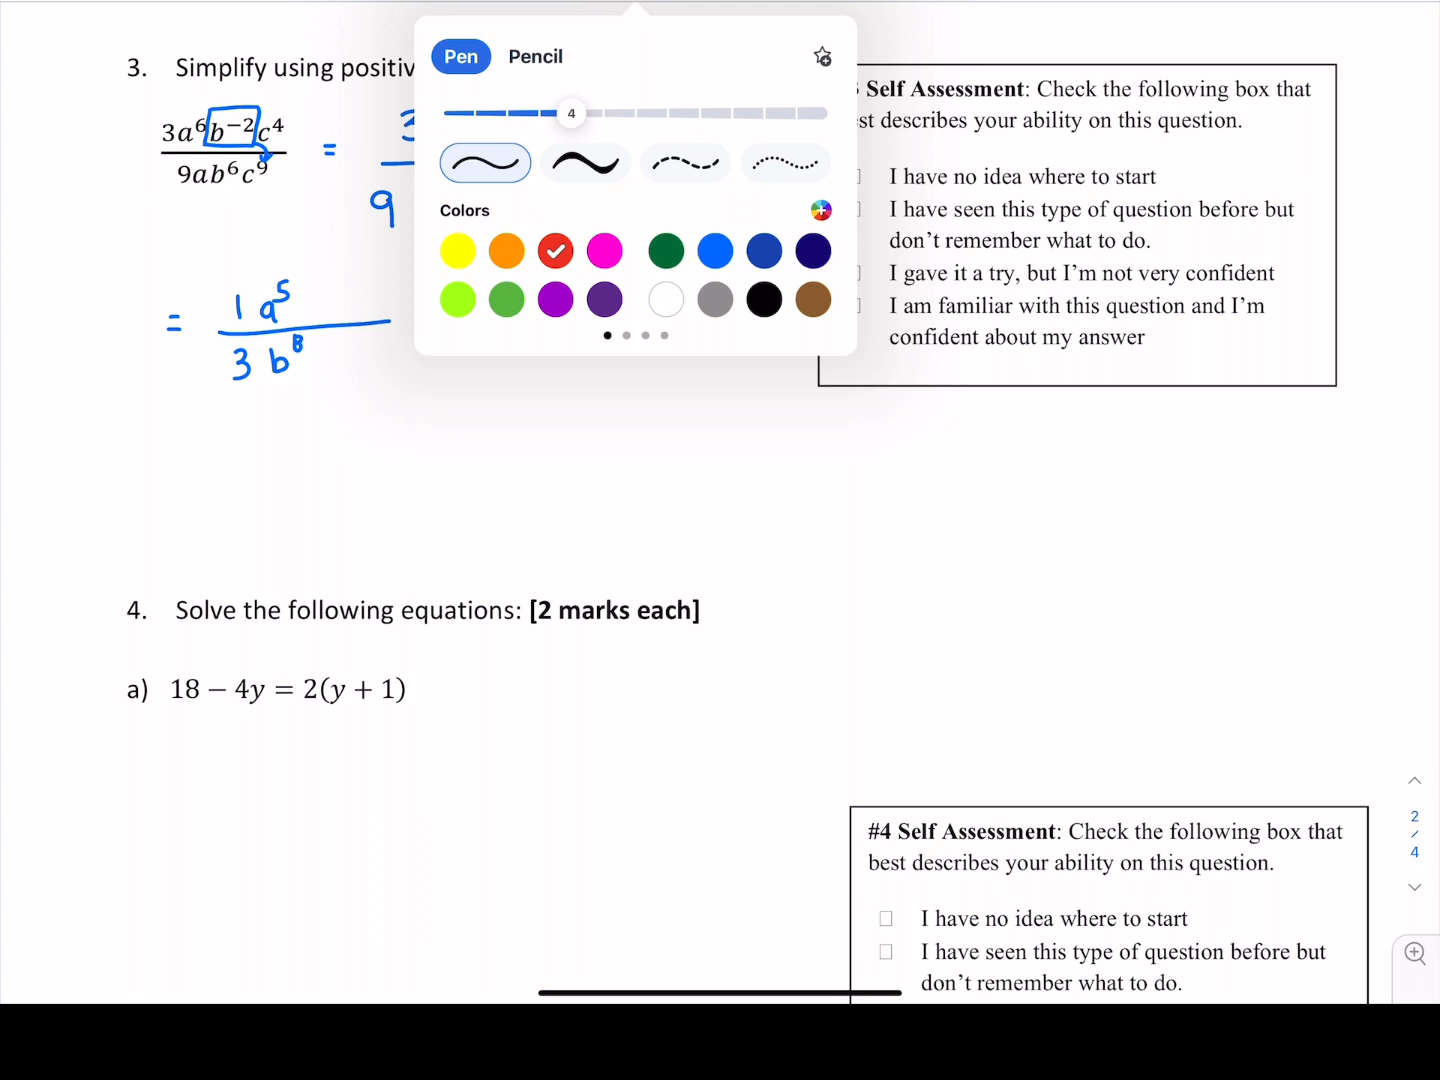 Pen Pencil
3. Simplify using positiv
4
3 Self Assessment: Check the following box that
st describes your ability on this question.
3a⁶b⁻²c⁴ / 9ab⁶c⁹ = 3 / 9
I have no idea where to start
I have seen this type of question before but
don't remember what to do.
I gave it a try, but I'm not very confident
I am familiar with this question and I'm
confident about my answer
Colors
= 1a⁵ / 3b⁸
4. Solve the following equations: [2 marks each]
a) 18 − 4y = 2(y + 1)
2
/
4
#4 Self Assessment: Check the following box that
best describes your ability on this question.
I have no idea where to start
I have seen this type of question before but
don't remember what to do.